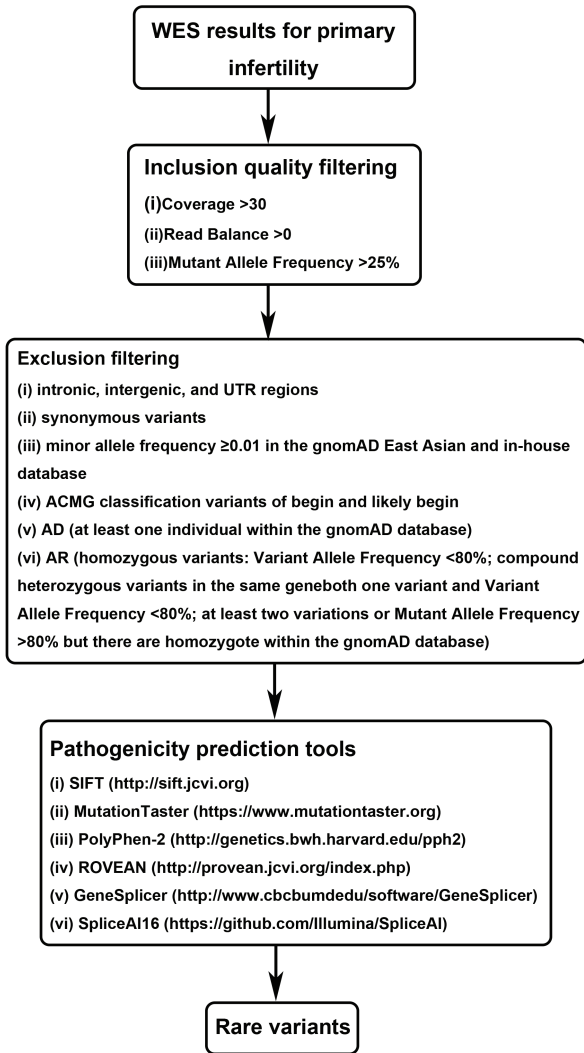 WES results for primary
infertility
Inclusion quality filtering
(i)Coverage >30
(ii)Read Balance >0
(iii)Mutant Allele Frequency >25%
Exclusion filtering
(i) intronic, intergenic, and UTR regions
(ii) synonymous variants
(iii) minor allele frequency ≥0.01 in the gnomAD East Asian and in-house
database
(iv) ACMG classification variants of begin and likely begin
(v) AD (at least one individual within the gnomAD database)
(vi) AR (homozygous variants: Variant Allele Frequency <80%; compound
heterozygous variants in the same geneboth one variant and Variant
Allele Frequency <80%; at least two variations or Mutant Allele Frequency
>80% but there are homozygote within the gnomAD database)
Pathogenicity prediction tools
(i) SIFT (http://sift.jcvi.org)
(ii) MutationTaster (https://www.mutationtaster.org)
(iii) PolyPhen-2 (http://genetics.bwh.harvard.edu/pph2)
(iv) ROVEAN (http://provean.jcvi.org/index.php)
(v) GeneSplicer (http://www.cbcbumdedu/software/GeneSplicer)
(vi) SpliceAI16 (https://github.com/Illumina/SpliceAI)
Rare variants